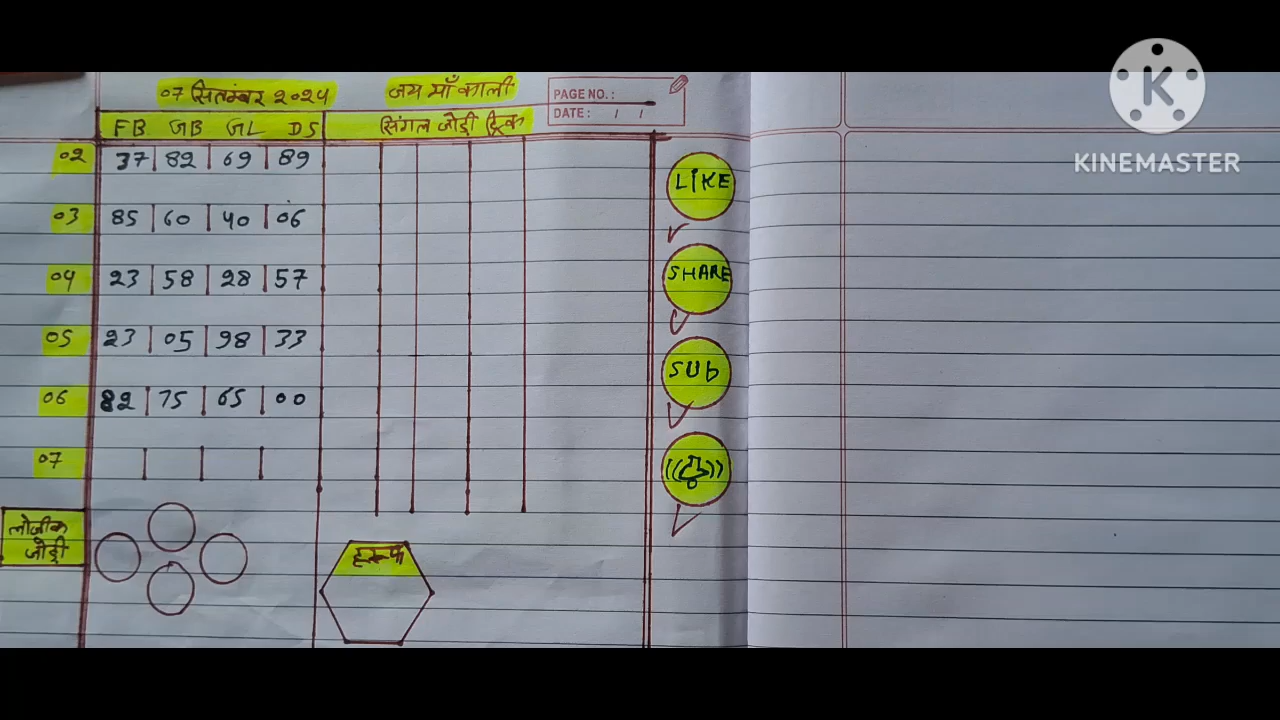 07 सितम्बर 2024
जय माँ काली
PAGE NO.:
DATE: / /
FB GB GL DS
सिंगल जोड़ी ट्रिक
02 37 82 69 89
03 85 60 40 06
04 23 58 28 57
05 23 05 98 33
06 82 75 65 00
07
LIKE
SHARE
SUb
लोजीक
जोड़ी
हरूफ
KINEMASTER